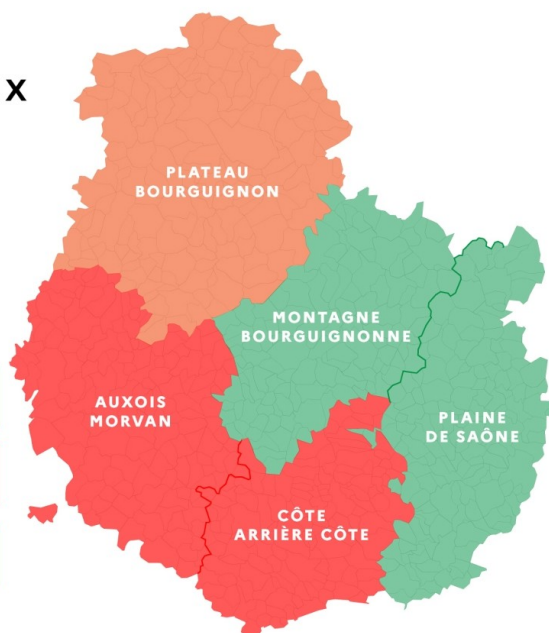 X
PLATEAU
BOURGUIGNON
MONTAGNE
BOURGUIGNONNE
AUXOIS
MORVAN
PLAINE
DE SAÔNE
CÔTE
ARRIÈRE CÔTE